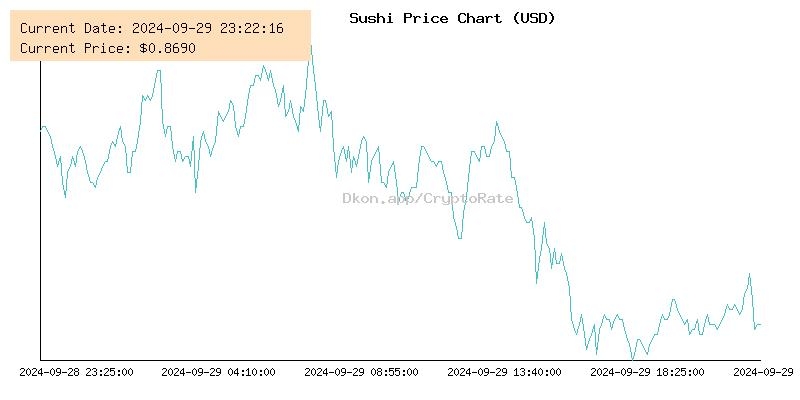 Sushi Price Chart (USD)
Current Date: 2024-09-29 23:22:16
Current Price: $0.8690
Dkon.app/CryptoRate
2024-09-28 23:25:00 2024-09-29 04:10:00 2024-09-29 08:55:00 2024-09-29 13:40:00 2024-09-29 18:25:00 2024-09-29